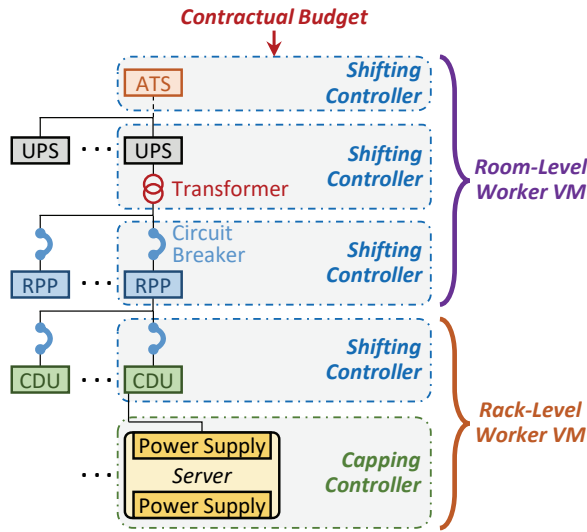 Contractual Budget
ATS
Shifting
Controller
UPS
• • •
UPS
Shifting
Controller
Transformer
Room-Level
Worker VM
Circuit
Breaker
Shifting
Controller
RPP
• • •
RPP
Shifting
Controller
CDU
• • •
CDU
Rack-Level
Worker VM
Power Supply
Server
Capping
Controller
• • •
Power Supply